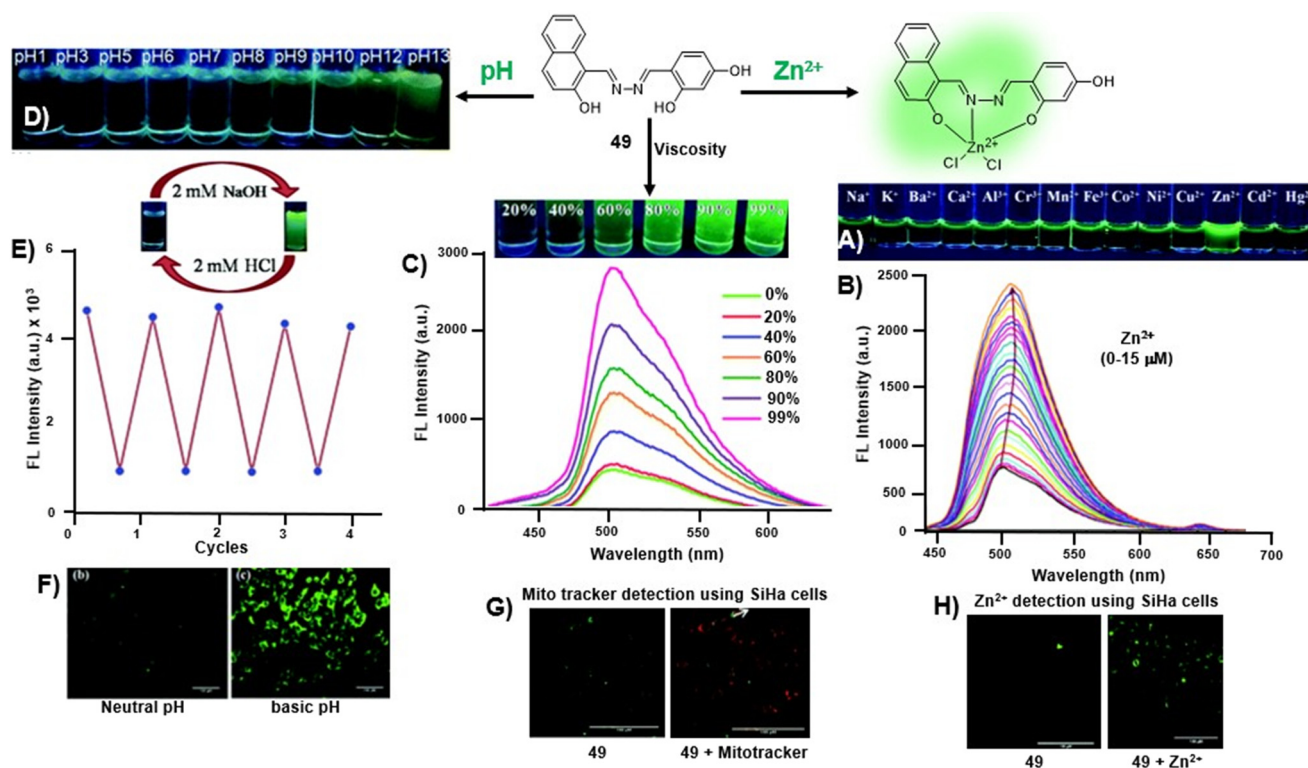 pH1 pH3 pH5 pH6 pH7 pH8 pH9 pH10 pH12 pH13
D)
pH
N
N
OH
HO
OH
49
Viscosity
Zn²⁺
N
N
OH
O
O
Zn²⁺
Cl
Cl
20% 40% 60% 80% 90% 99%
Na⁺ K⁺ Ba²⁺ Ca²⁺ Al³⁺ Cr³⁺ Mn²⁺ Fe³⁺ Co²⁺ Ni²⁺ Cu²⁺ Zn²⁺ Cd²⁺ Hg²⁺
A)
2 mM NaOH
2 mM HCl
E)
FL Intensity (a.u.) x 10³
6
4
2
0
0 1 2 3 4
Cycles
C)
FL Intensity (a.u.)
3000
2000
1000
0
450 500 550 600
Wavelength (nm)
0%
20%
40%
60%
80%
90%
99%
B)
FL Intensity (a.u.)
2500
2000
1500
1000
500
0
450 500 550 600 650 700
Wavelength (nm)
Zn²⁺
(0-15 µM)
F)
(b)
(c)
Neutral pH
basic pH
G)
Mito tracker detection using SiHa cells
49
49 + Mitotracker
H)
Zn²⁺ detection using SiHa cells
49
49 + Zn²⁺